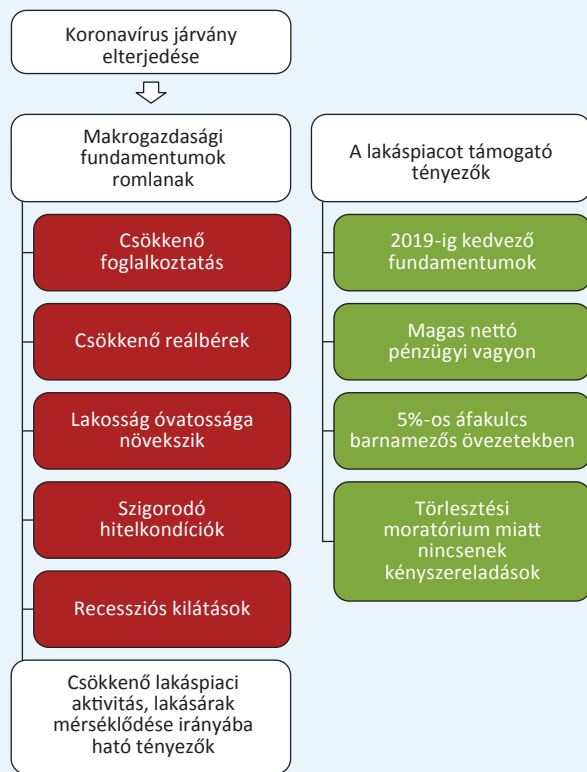 Koronavírus járvány
elterjedése
Makrogazdasági
fundamentumok
romlanak
Csökkenő
foglalkoztatás
Csökkenő reálbérek
Lakosság óvatossága
növekszik
Szigorodó
hitelkondíciók
Recessziós kilátások
Csökkenő lakáspiaci
aktivitás, lakásárak
mérséklődése irányába
ható tényezők
A lakáspiacot támogató
tényezők
2019-ig kedvező
fundamentumok
Magas nettó
pénzügyi vagyon
5%-os áfakulcs
barnamezős övezetekben
Törlesztési
moratórium miatt
nincsenek
kényszereladások